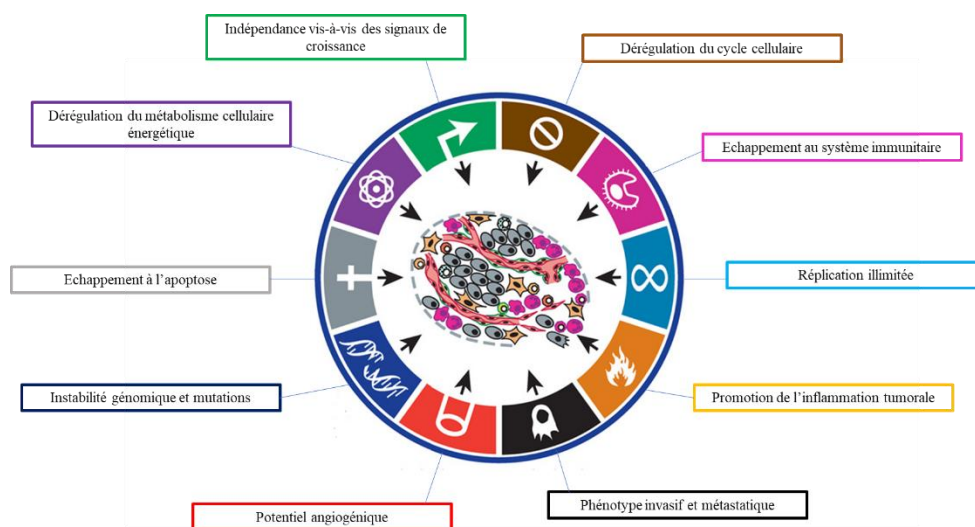 Indépendance vis-à-vis des signaux de
croissance
Dérégulation du cycle cellulaire
Dérégulation du métabolisme cellulaire
énergétique
Echappement au système immunitaire
Echappement à l’apoptose
Réplication illimitée
Instabilité génomique et mutations
Promotion de l’inflammation tumorale
Potentiel angiogénique
Phénotype invasif et métastatique